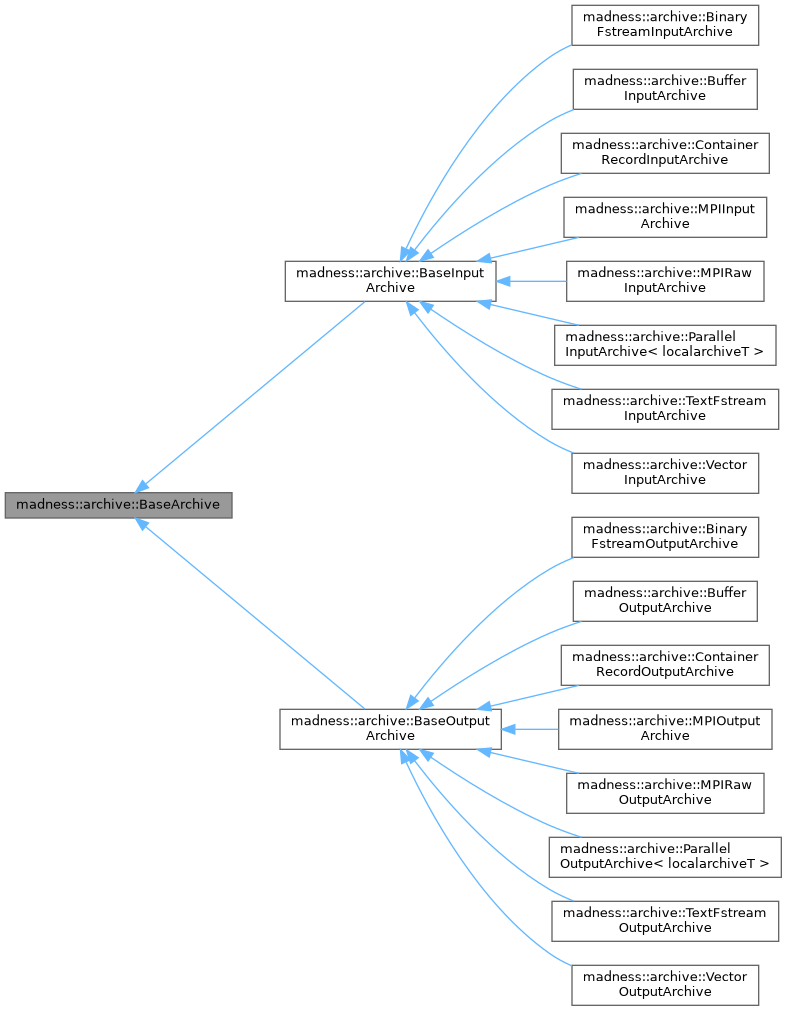 madness::archive::Binary
FstreamInputArchive
madness::archive::Buffer
InputArchive
madness::archive::Container
RecordInputArchive
madness::archive::MPIInput
Archive
madness::archive::BaseInput
Archive
madness::archive::MPIRaw
InputArchive
madness::archive::Parallel
InputArchive< localarchiveT >
madness::archive::TextFstream
InputArchive
madness::archive::Vector
InputArchive
madness::archive::BaseArchive
madness::archive::Binary
FstreamOutputArchive
madness::archive::Buffer
OutputArchive
madness::archive::Container
RecordOutputArchive
madness::archive::BaseOutput
Archive
madness::archive::MPIOutput
Archive
madness::archive::MPIRaw
OutputArchive
madness::archive::Parallel
OutputArchive< localarchiveT >
madness::archive::TextFstream
OutputArchive
madness::archive::Vector
OutputArchive